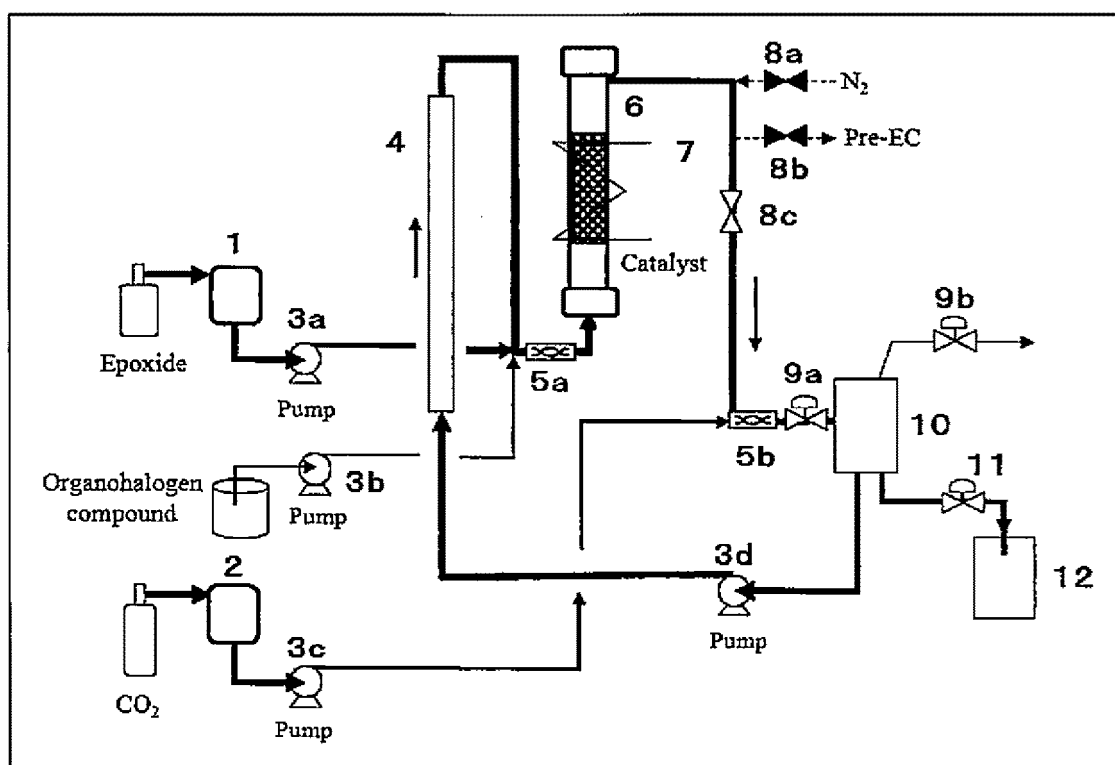 8a
N₂
6
4
7
Pre-EC
8b
8c
1
Catalyst
3a
9b
Epoxide
5a
9a
Pump
10
5b
11
Organohalogen
compound
3b
Pump
2
3d
12
3c
Pump
CO₂
Pump